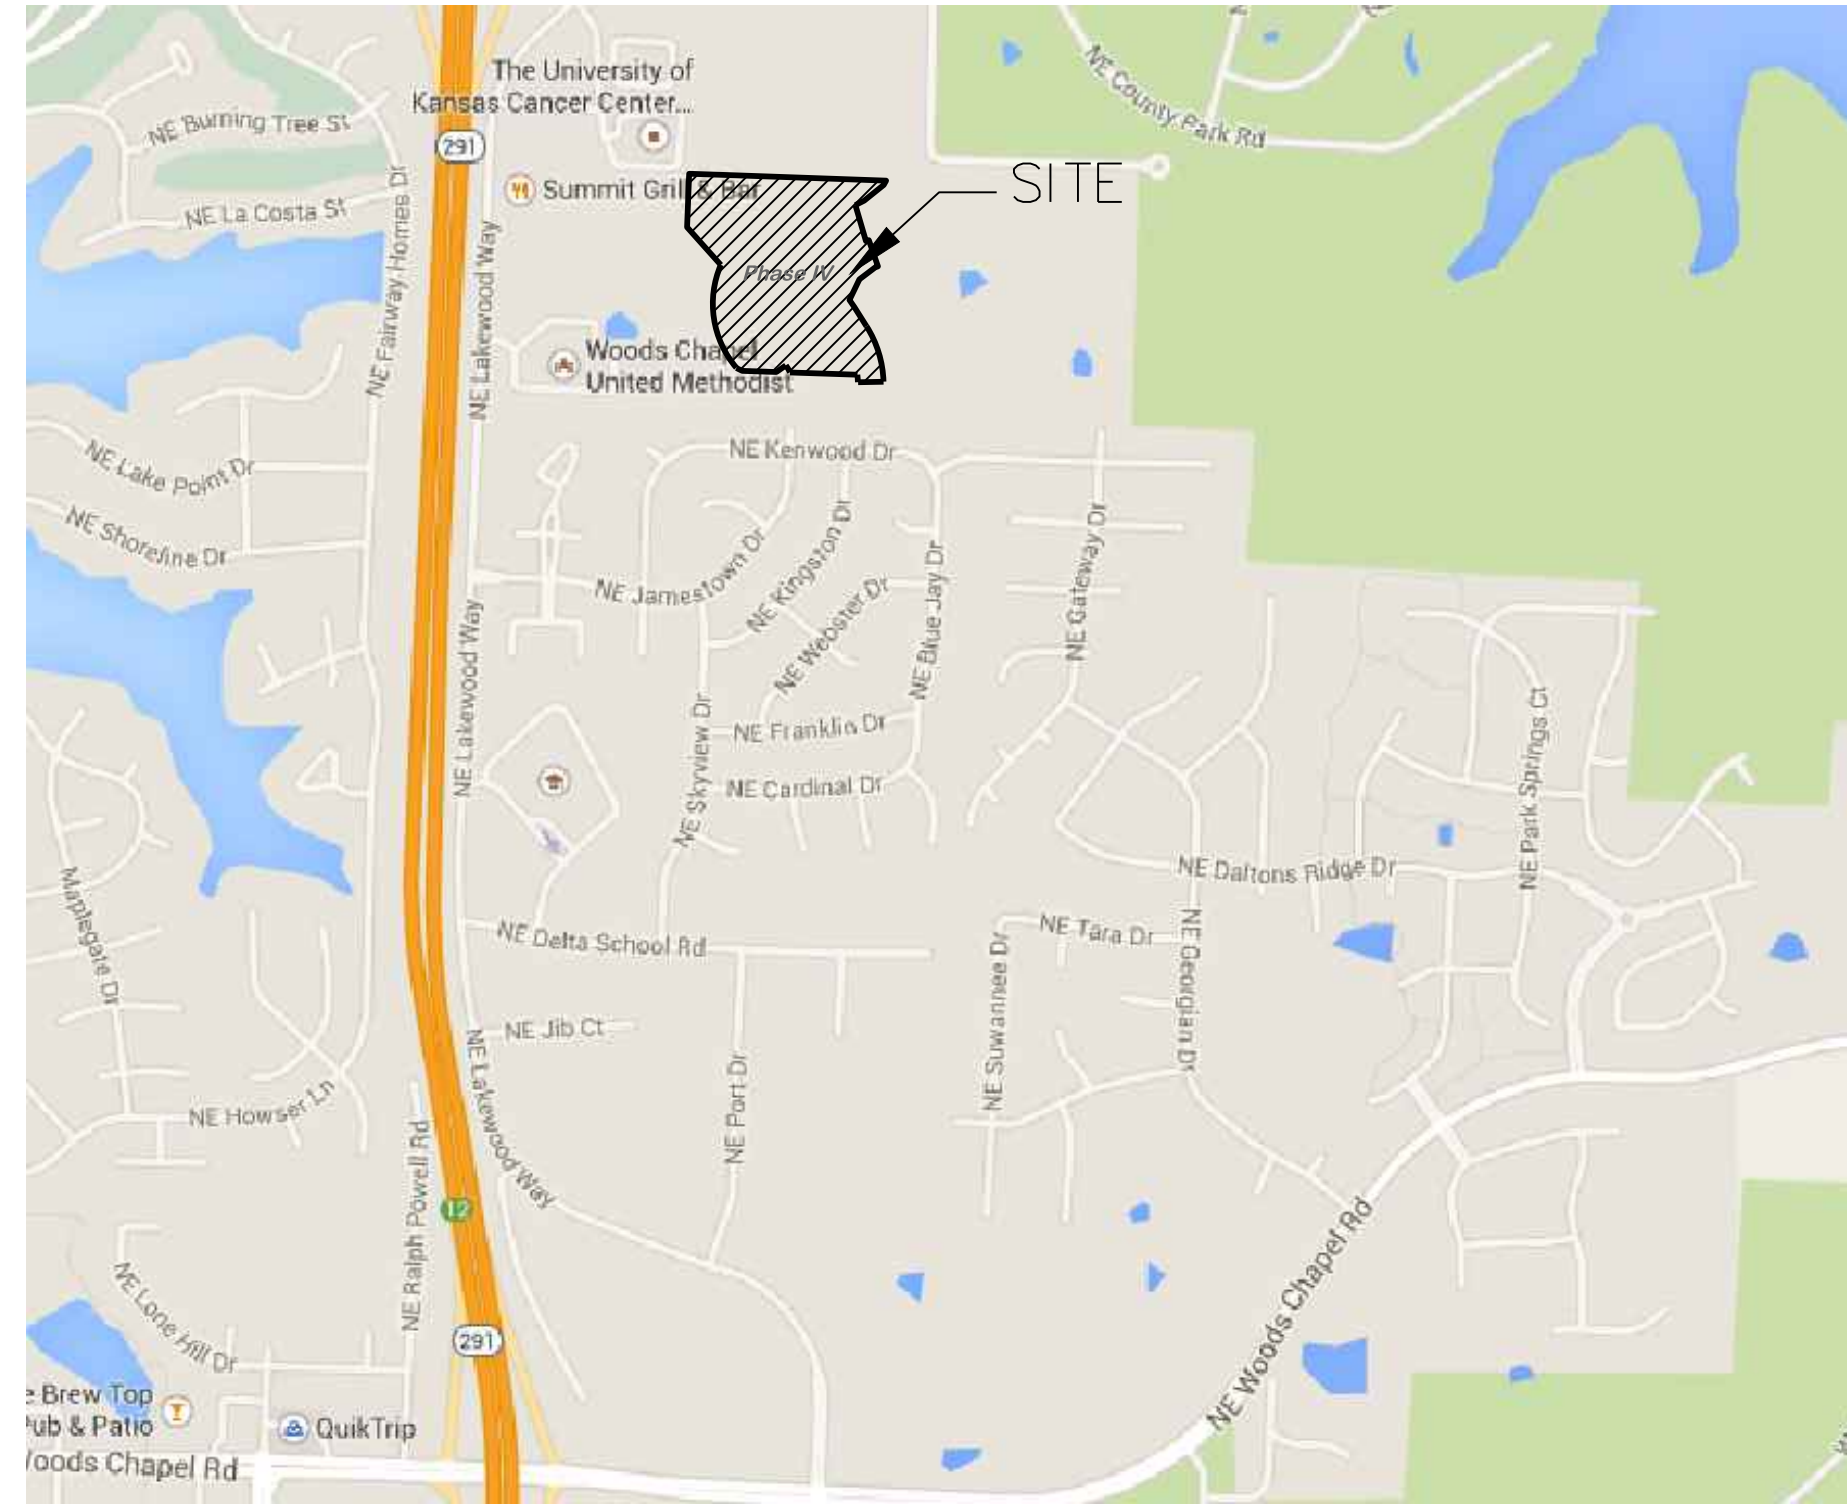 The University of
Kansas Cancer Center...
NE County Park Rd
NE Burning Tree St
291
SITE
Summit Grill & Bar
NE La Costa St
NE Fairway Homes Dr
NE Lakewood Way
Phase IV
Woods Chapel
United Methodist
NE Kenwood Dr
NE Lake Point Dr
NE Shoreline Dr
NE Jamestown Dr
NE Kingston Dr
NE Webster Dr
NE Blue Jay Dr
NE Gateway Dr
NE Lakewood Way
NE Skyview Dr
NE Franklin Dr
NE Cardinal Dr
NE Park Springs Ct
NE Daltons Ridge Dr
Maplegate Dr
NE Delta School Rd
NE Suwannee Dr
NE Tara Dr
NE Georgian Dr
NE Jib Ct
NE Lakewood Way
NE Port Dr
NE Howser Ln
NE Ralph Powell Rd
12
NE Woods Chapel Rd
NE Lone Hill Dr
291
e Brew Top
Pub & Patio
QuikTrip
Woods Chapel Rd